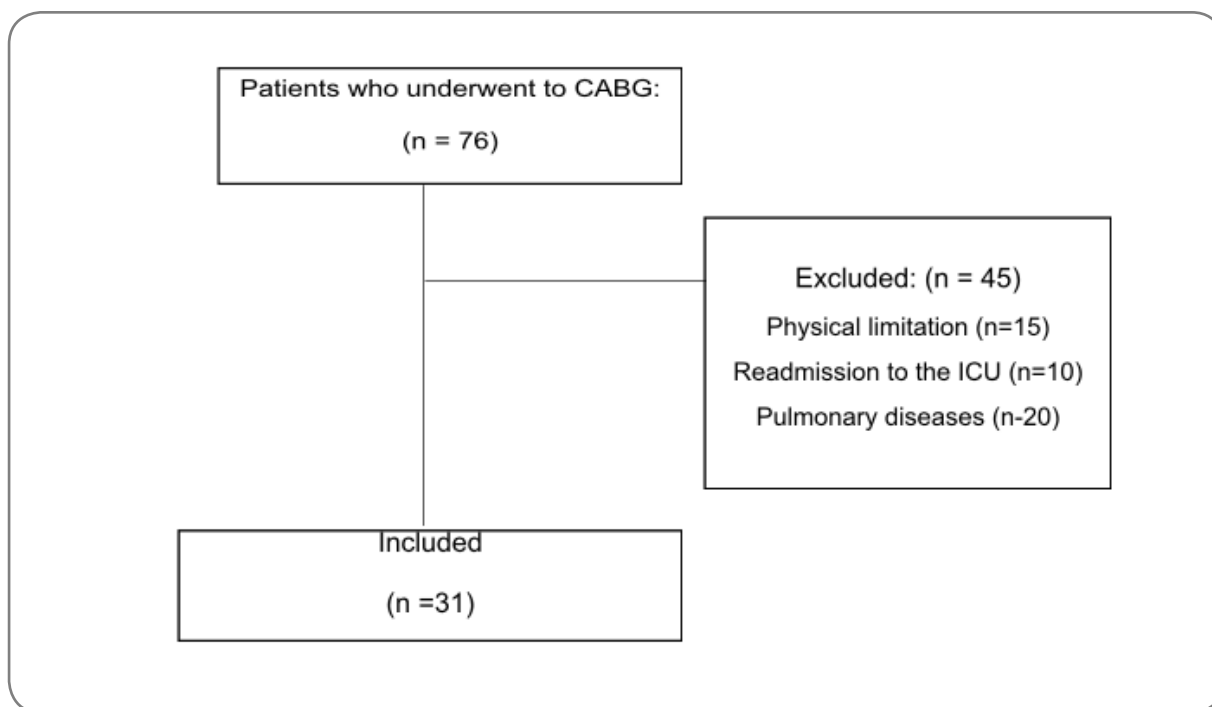 Patients who underwent to CABG:
(n = 76)
Excluded: (n = 45)
Physical limitation (n=15)
Readmission to the ICU (n=10)
Pulmonary diseases (n-20)
Included
(n =31)